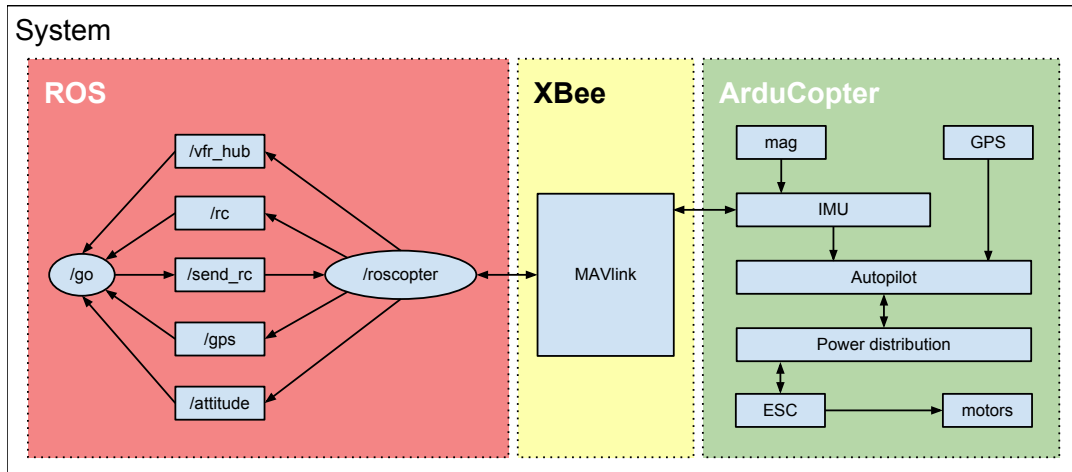 System
ROS
/vfr_hub
/rc
/go
/send_rc
/roscopter
/gps
/attitude
XBee
MAVlink
ArduCopter
mag
GPS
IMU
Autopilot
Power distribution
ESC
motors